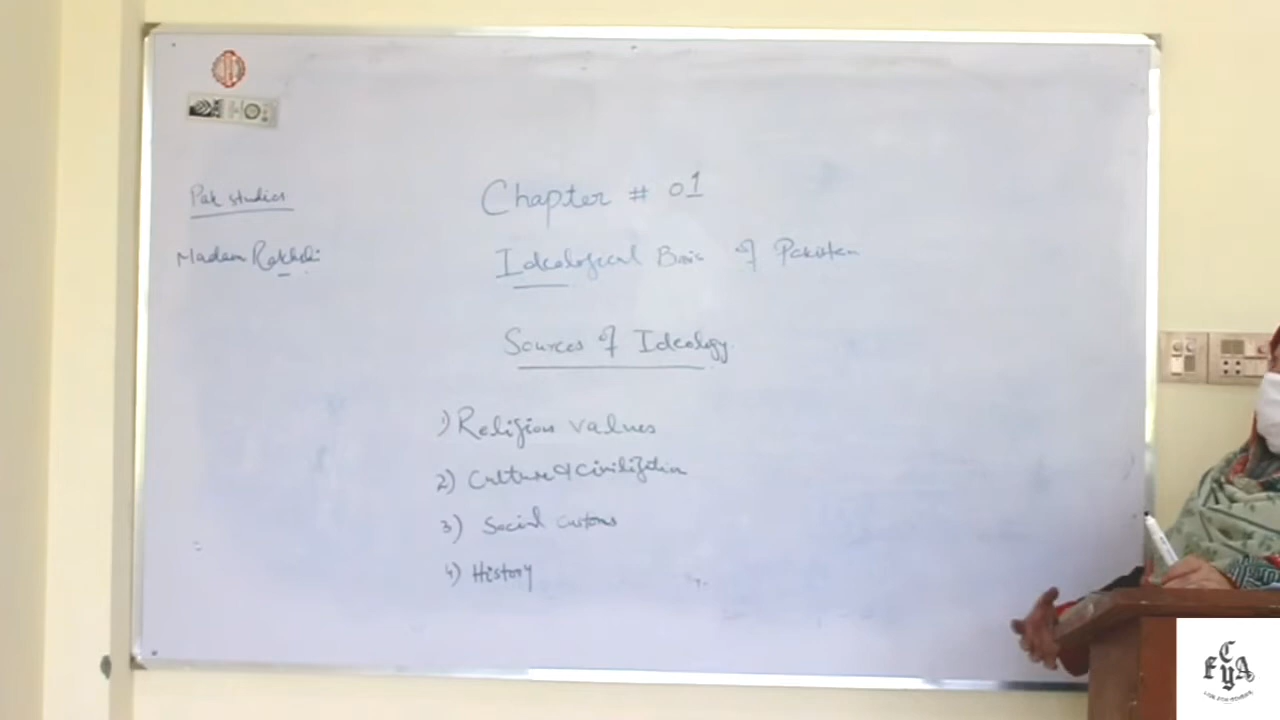 Pak studies
Madam
Chapter # 01
Ideological Basis of Pakistan
Sources of Ideology
1) Religious values
2) Culture & Civilization
3) Social customs
4) History